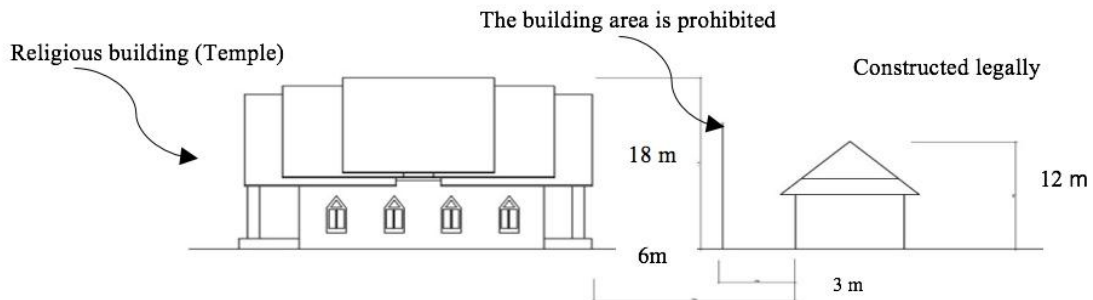 The building area is prohibited
Religious building (Temple)
Constructed legally
18 m
12 m
6m
3 m